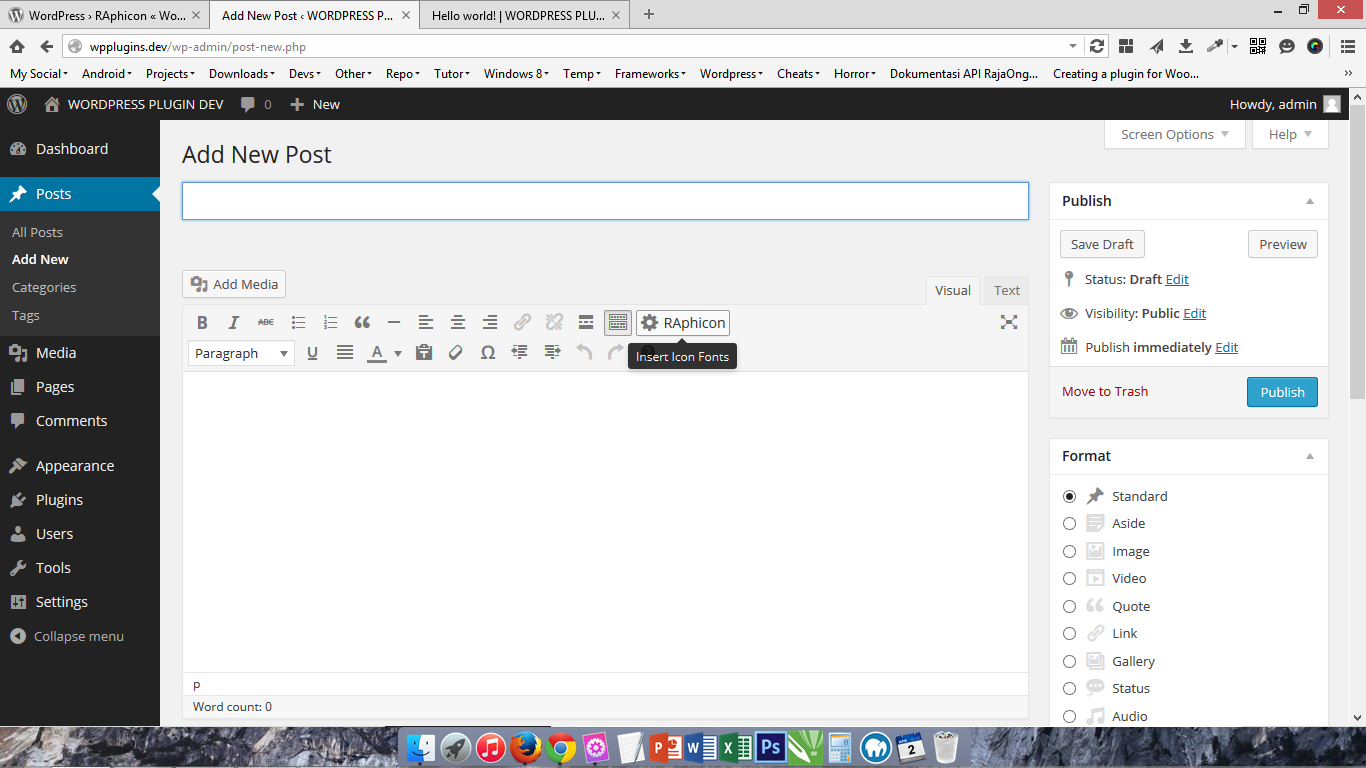 WordPress › RAphicon « Wo...
Add New Post ‹ WORDPRESS P...
Hello world! | WORDPRESS PLU...
wpplugins.dev/wp-admin/post-new.php
My Social Android Projects Downloads Devs Other Repo Tutor Windows 8 Temp Frameworks Wordpress Cheats Horror Dokumentasi API RajaOng... Creating a plugin for Woo...
WORDPRESS PLUGIN DEV 0 + New Howdy, admin
Screen Options Help
Dashboard
Posts
All Posts
Add New
Categories
Tags
Media
Pages
Comments
Appearance
Plugins
Users
Tools
Settings
Collapse menu
Add New Post
Add Media
Visual Text
B I ABC RAphicon
Paragraph U A Ω
Insert Icon Fonts
p
Word count: 0
Publish
Save Draft Preview
Status: Draft Edit
Visibility: Public Edit
Publish immediately Edit
Move to Trash Publish
Format
Standard
Aside
Image
Video
Quote
Link
Gallery
Status
Audio
P W X Ps 2